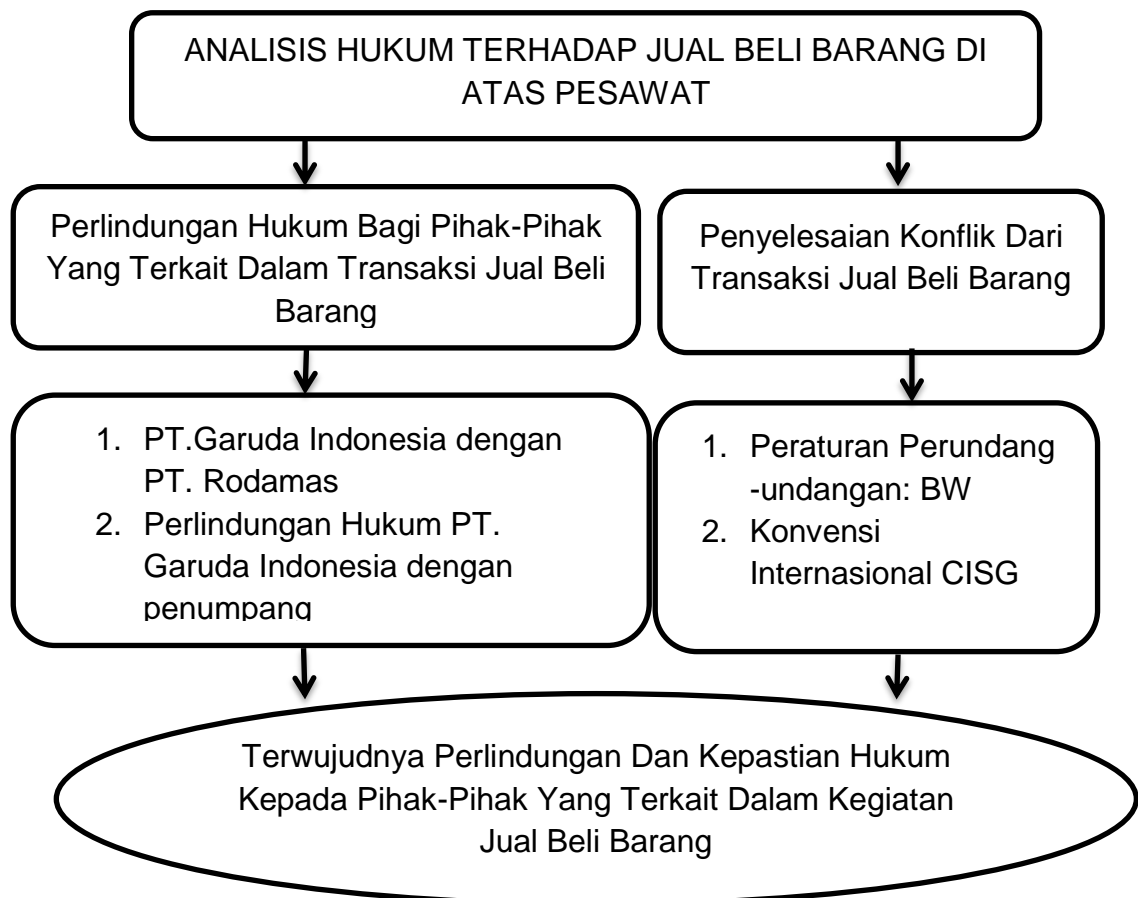 ANALISIS HUKUM TERHADAP JUAL BELI BARANG DI
ATAS PESAWAT
Perlindungan Hukum Bagi Pihak-Pihak
Yang Terkait Dalam Transaksi Jual Beli
Barang
Penyelesaian Konflik Dari
Transaksi Jual Beli Barang
1. PT.Garuda Indonesia dengan
PT. Rodamas
2. Perlindungan Hukum PT.
Garuda Indonesia dengan
penumpang
1. Peraturan Perundang
-undangan: BW
2. Konvensi
Internasional CISG
Terwujudnya Perlindungan Dan Kepastian Hukum
Kepada Pihak-Pihak Yang Terkait Dalam Kegiatan
Jual Beli Barang